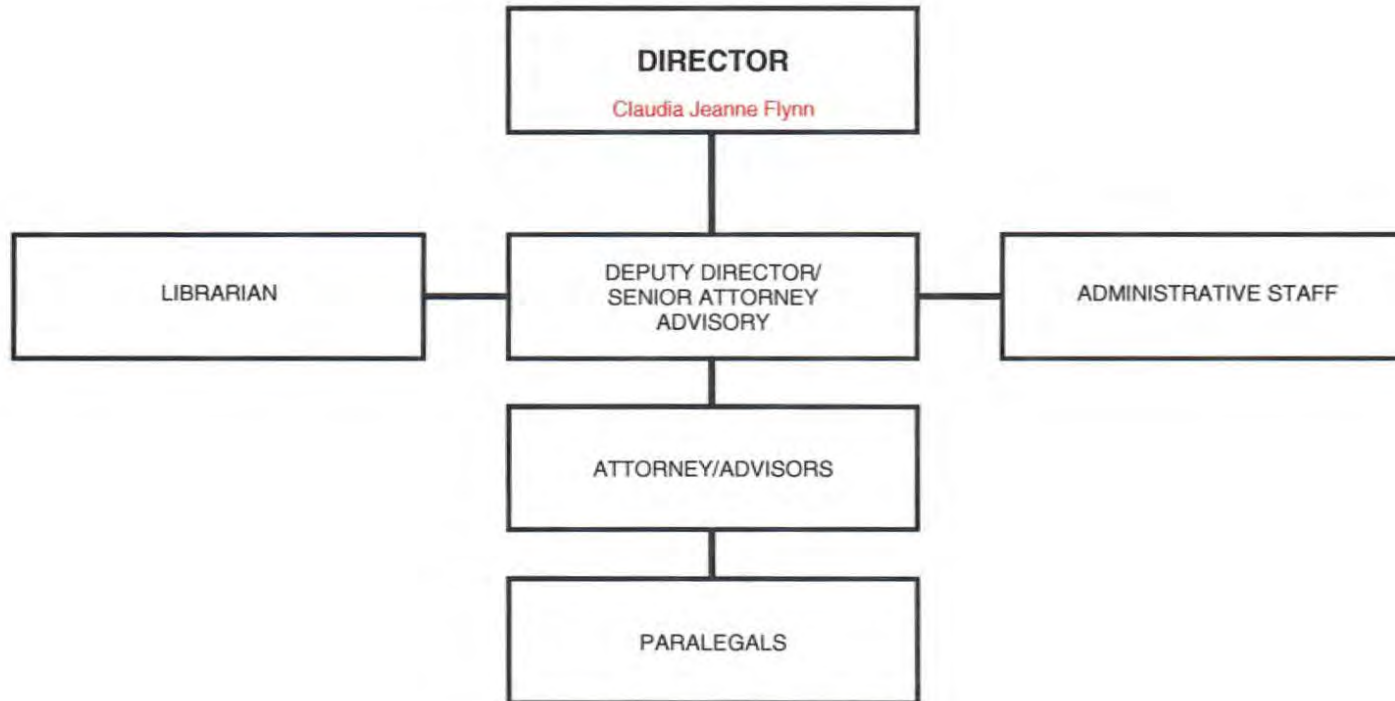 DIRECTOR
Claudia Jeanne Flynn
LIBRARIAN
DEPUTY DIRECTOR/
SENIOR ATTORNEY
ADVISORY
ADMINISTRATIVE STAFF
ATTORNEY/ADVISORS
PARALEGALS